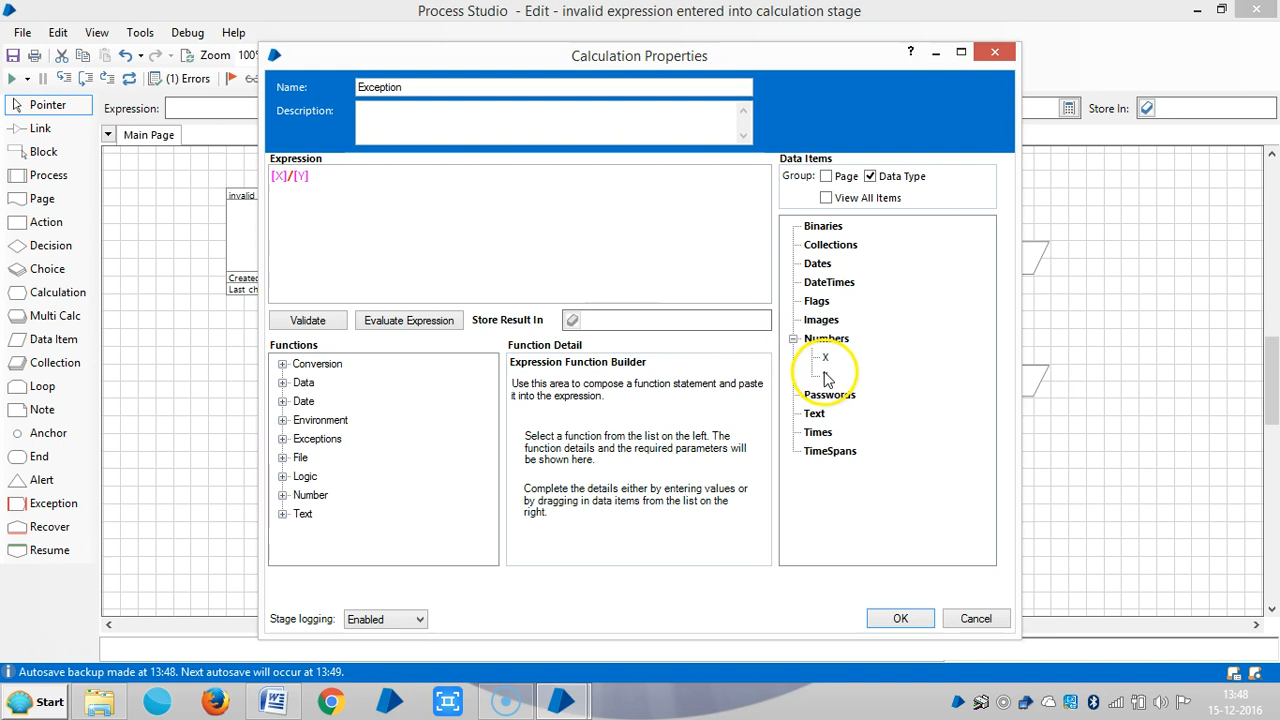 Process Studio - Edit - invalid expression entered into calculation stage
File Edit View Tools Debug Help
Zoom 100%
(1) Errors
Calculation Properties
?
Name: Exception
Description:
Pointer
Expression:
Store In:
Link
Main Page
Block
Process
Page
Action
Decision
Choice
Calculation
Multi Calc
Data Item
Collection
Loop
Note
Anchor
End
Alert
Exception
Recover
Resume
invalid
Created
Expression
[X]/[Y]
Data Items
Group: Page Data Type
View All Items
Binaries
Collections
Dates
DateTimes
Flags
Images
Numbers
X
Passwords
Text
Times
TimeSpans
Validate Evaluate Expression Store Result In
Functions
Conversion
Data
Date
Environment
Exceptions
File
Logic
Number
Text
Function Detail
Expression Function Builder
Use this area to compose a function statement and paste
it into the expression.
Select a function from the list on the left. The
function details and the required parameters will
be shown here.
Complete the details either by entering values or
by dragging in data items from the list on the
right.
Stage logging: Enabled
OK Cancel
Autosave backup made at 13:48. Next autosave will occur at 13:49.
Start
13:48
15-12-2016